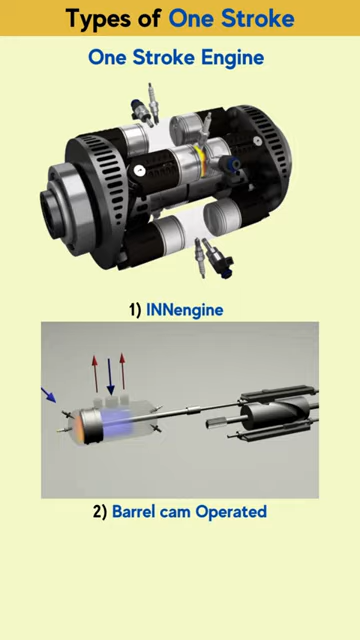 Types of One Stroke
One Stroke Engine
1) INNengine
2) Barrel cam Operated